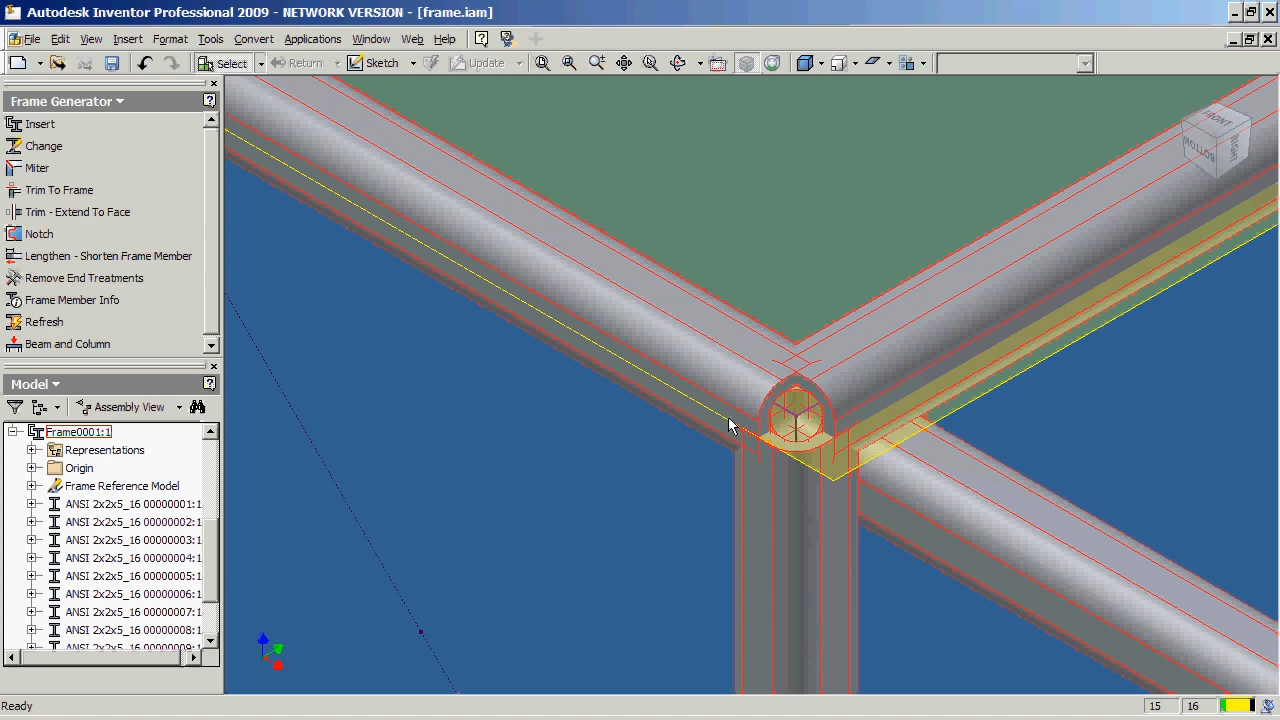 Autodesk Inventor Professional 2009 - NETWORK VERSION - [frame.iam]
File Edit View Insert Format Tools Convert Applications Window Web Help
Select Return Sketch Update
Frame Generator
Insert
Change
Miter
Trim To Frame
Trim - Extend To Face
Notch
Lengthen - Shorten Frame Member
Remove End Treatments
Frame Member Info
Refresh
Beam and Column
Model
Assembly View
Frame0001:1
Representations
Origin
Frame Reference Model
ANSI 2x2x5_16 00000001:1
ANSI 2x2x5_16 00000002:1
ANSI 2x2x5_16 00000003:1
ANSI 2x2x5_16 00000004:1
ANSI 2x2x5_16 00000005:1
ANSI 2x2x5_16 00000006:1
ANSI 2x2x5_16 00000007:1
ANSI 2x2x5_16 00000008:1
ANSI 2x2x5_16 00000009:1
FRONT
BOTTOM
RIGHT
Ready
15 16